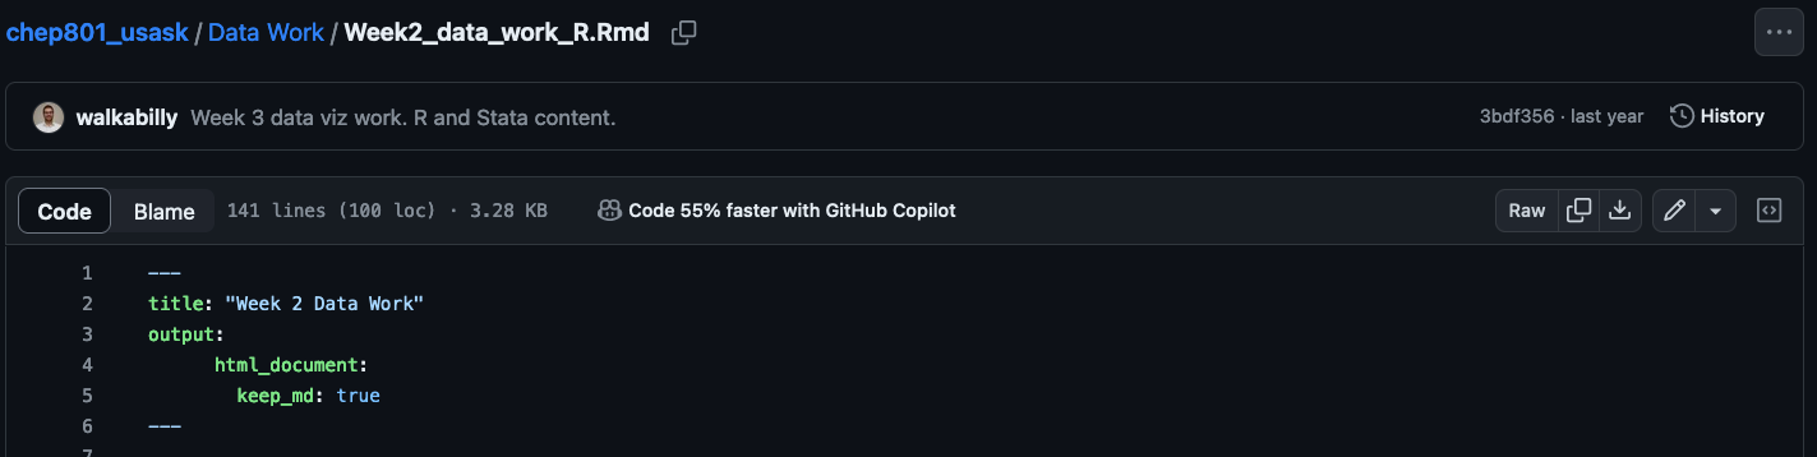 chep801_usask / Data Work / Week2_data_work_R.Rmd
walkabilly Week 3 data viz work. R and Stata content. 3bdf356 · last year History
Code Blame 141 lines (100 loc) · 3.28 KB Code 55% faster with GitHub Copilot Raw
1 ---
2 title: "Week 2 Data Work"
3 output:
4 html_document:
5 keep_md: true
6 ---
7